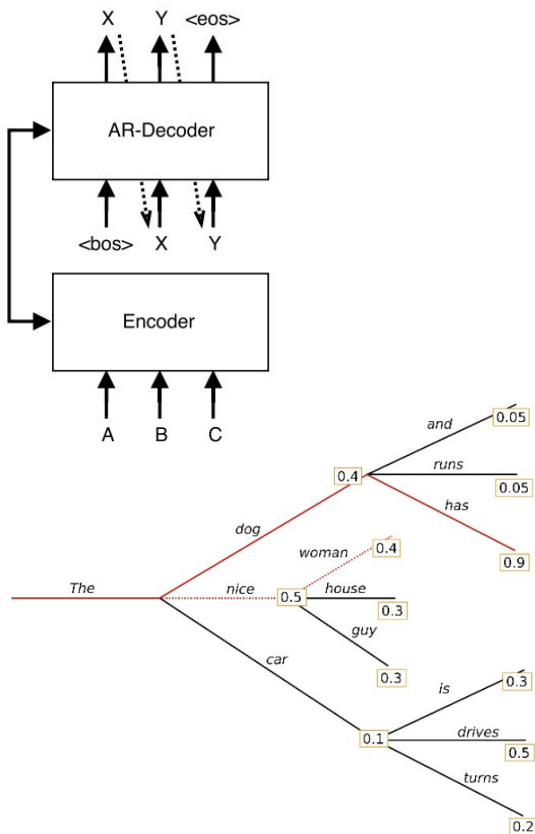 X Y <eos>
AR-Decoder
<bos> X Y
Encoder
A B C
and
0.05
runs
0.4
0.05
has
dog
woman
0.4
0.9
The
nice
0.5
house
0.3
guy
car
0.3
is
0.3
0.1
drives
0.5
turns
0.2